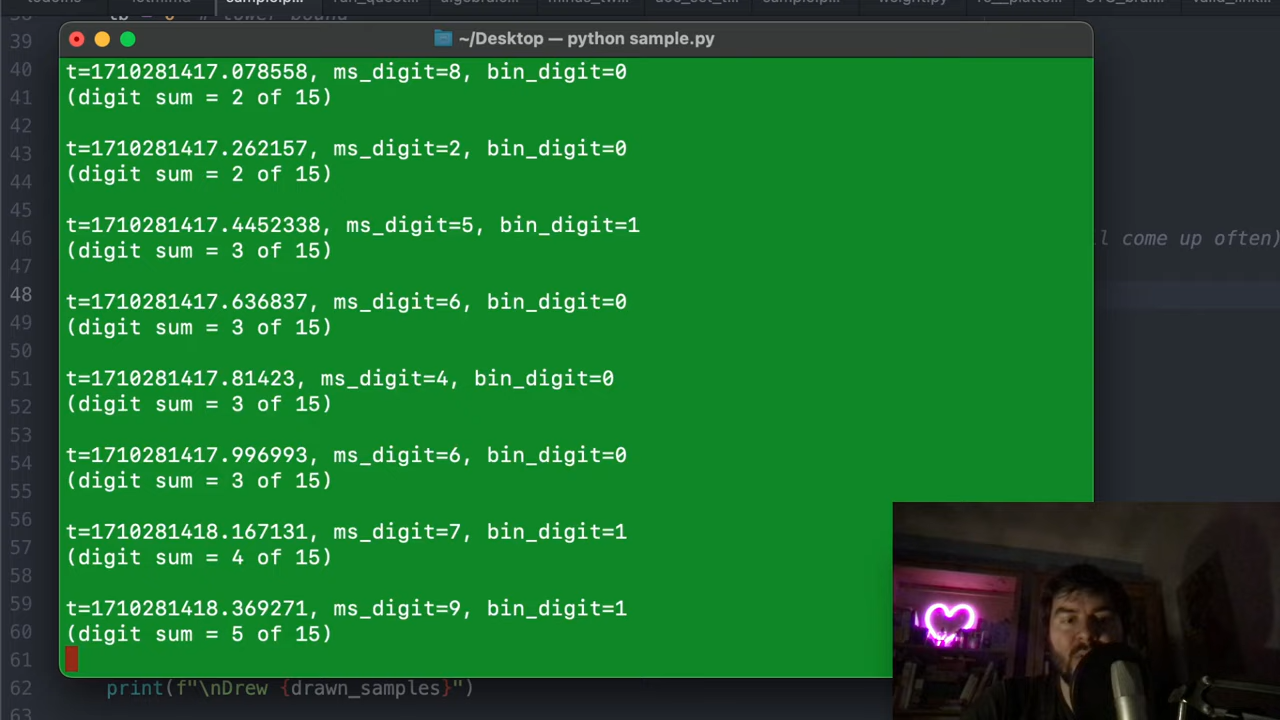 ~/Desktop — python sample.py
39
40
41
42
43
44
45
46
47
48
49
50
51
52
53
54
55
56
57
58
59
60
61
62
63
t=1710281417.078558, ms_digit=8, bin_digit=0
(digit sum = 2 of 15)
t=1710281417.262157, ms_digit=2, bin_digit=0
(digit sum = 2 of 15)
t=1710281417.4452338, ms_digit=5, bin_digit=1
(digit sum = 3 of 15)
t=1710281417.636837, ms_digit=6, bin_digit=0
(digit sum = 3 of 15)
t=1710281417.81423, ms_digit=4, bin_digit=0
(digit sum = 3 of 15)
t=1710281417.996993, ms_digit=6, bin_digit=0
(digit sum = 3 of 15)
t=1710281418.167131, ms_digit=7, bin_digit=1
(digit sum = 4 of 15)
t=1710281418.369271, ms_digit=9, bin_digit=1
(digit sum = 5 of 15)
come up often)
print(f"\nDrew {drawn_samples}")